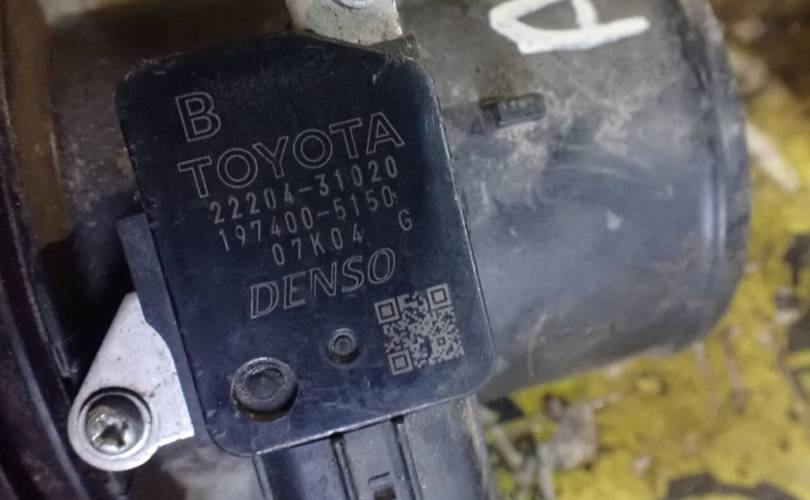 B
TOYOTA
22204-31020
197400-5150
07K04 G
DENSO